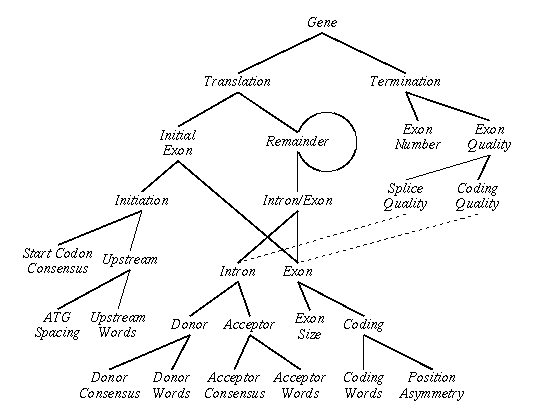 Gene
Translation
Termination
Initial
Exon
Remainder
Exon
Number
Exon
Quality
Initiation
Intron/Exon
Splice
Quality
Coding
Quality
Start Codon
Consensus
Upstream
Intron
Exon
ATG
Spacing
Upstream
Words
Donor
Acceptor
Exon
Size
Coding
Donor
Consensus
Donor
Words
Acceptor
Consensus
Acceptor
Words
Coding
Words
Position
Asymmetry